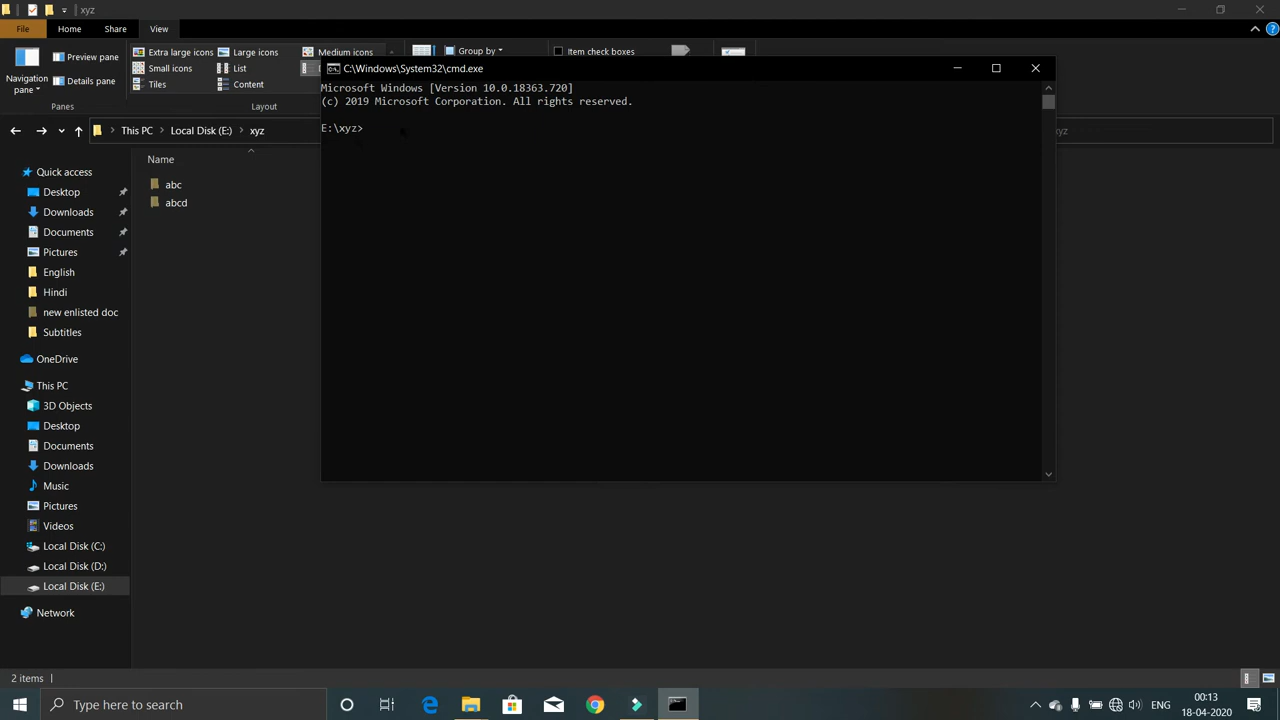 xyz
File
Home
Share
View
Navigation pane
Preview pane
Details pane
Panes
Extra large icons
Large icons
Medium icons
Small icons
List
Tiles
Content
Layout
Group by
Item check boxes
C:\Windows\System32\cmd.exe
Microsoft Windows [Version 10.0.18363.720]
(c) 2019 Microsoft Corporation. All rights reserved.
E:\xyz>
This PC
Local Disk (E:)
xyz
xyz
Name
abc
abcd
Quick access
Desktop
Downloads
Documents
Pictures
English
Hindi
new enlisted doc
Subtitles
OneDrive
This PC
3D Objects
Desktop
Documents
Downloads
Music
Pictures
Videos
Local Disk (C:)
Local Disk (D:)
Local Disk (E:)
Network
2 items
Type here to search
ENG
00:13
18-04-2020